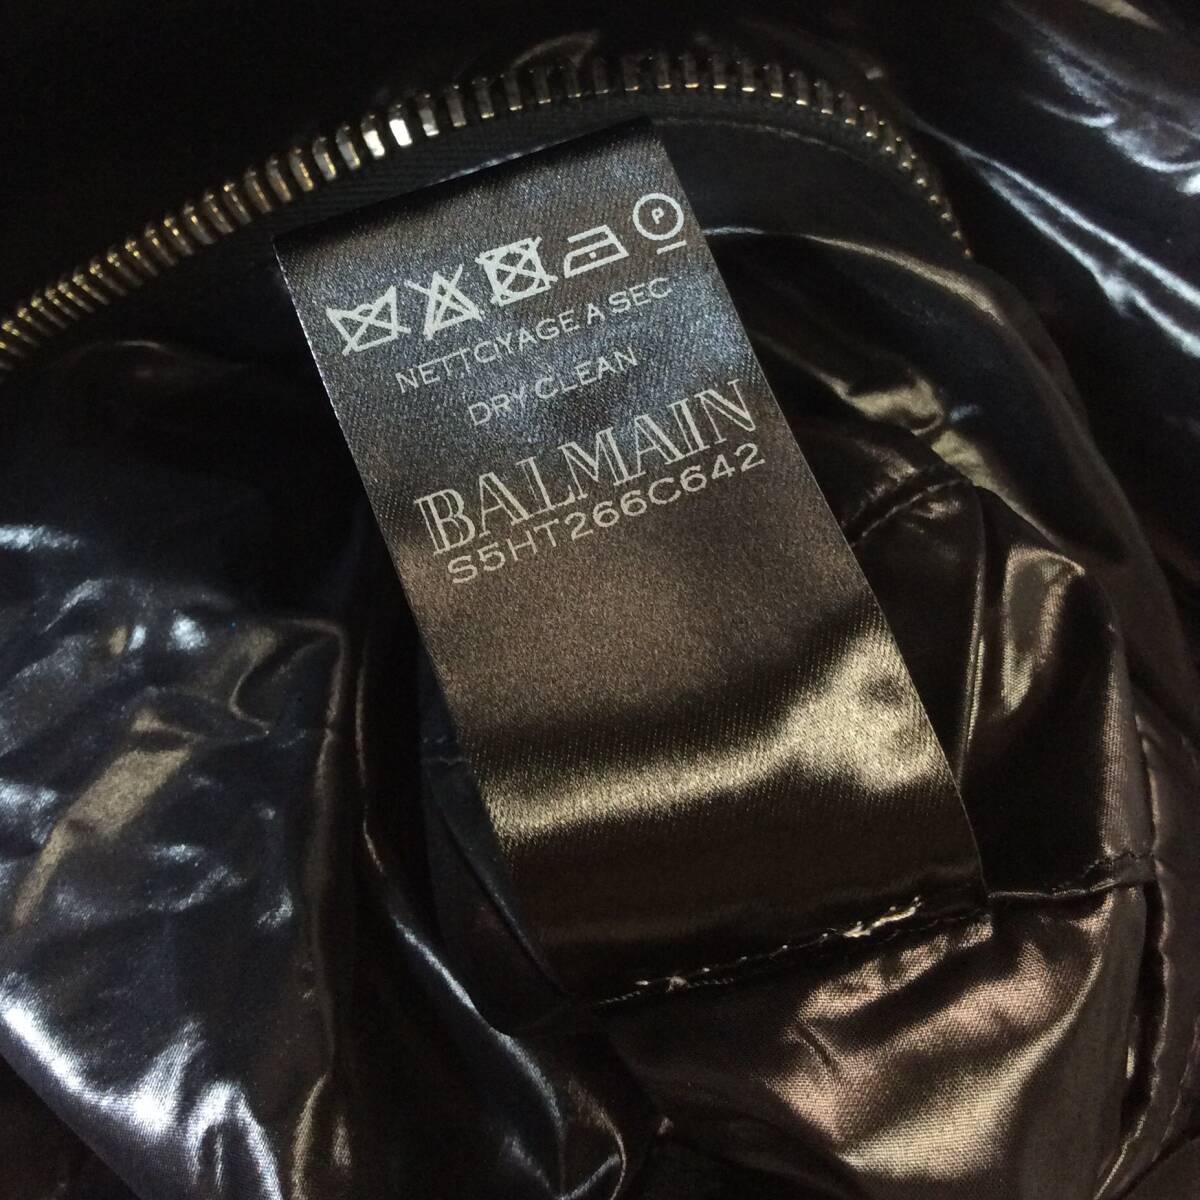 P
NETTOYAGE A SEC
DRY CLEAN
BALMAIN
S5HT266C642